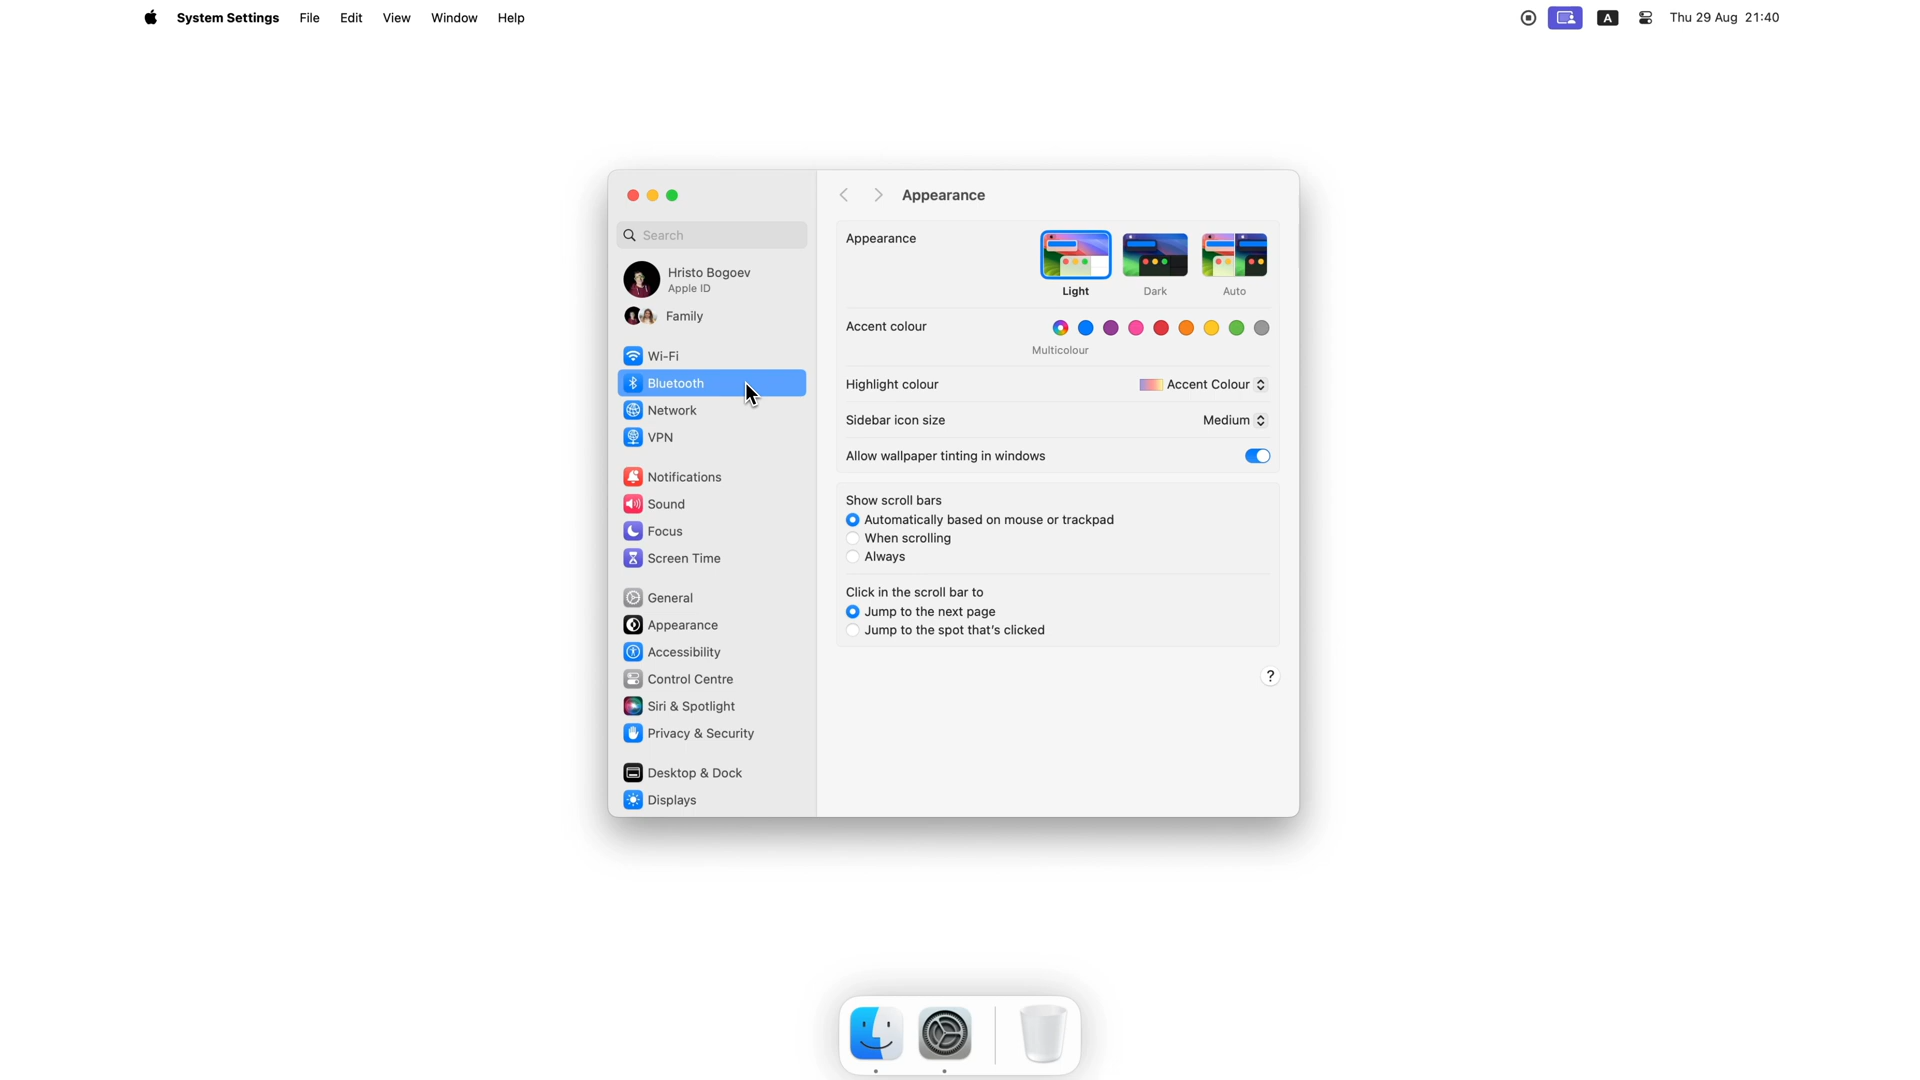 System Settings File Edit View Window Help A Thu 29 Aug 21:40
Appearance
Search
Hristo Bogoev
Apple ID
Family
Wi-Fi
Bluetooth
Network
VPN
Notifications
Sound
Focus
Screen Time
General
Appearance
Accessibility
Control Centre
Siri & Spotlight
Privacy & Security
Desktop & Dock
Displays
Appearance
Light Dark Auto
Accent colour
Multicolour
Highlight colour Accent Colour
Sidebar icon size Medium
Allow wallpaper tinting in windows
Show scroll bars
Automatically based on mouse or trackpad
When scrolling
Always
Click in the scroll bar to
Jump to the next page
Jump to the spot that's clicked
?